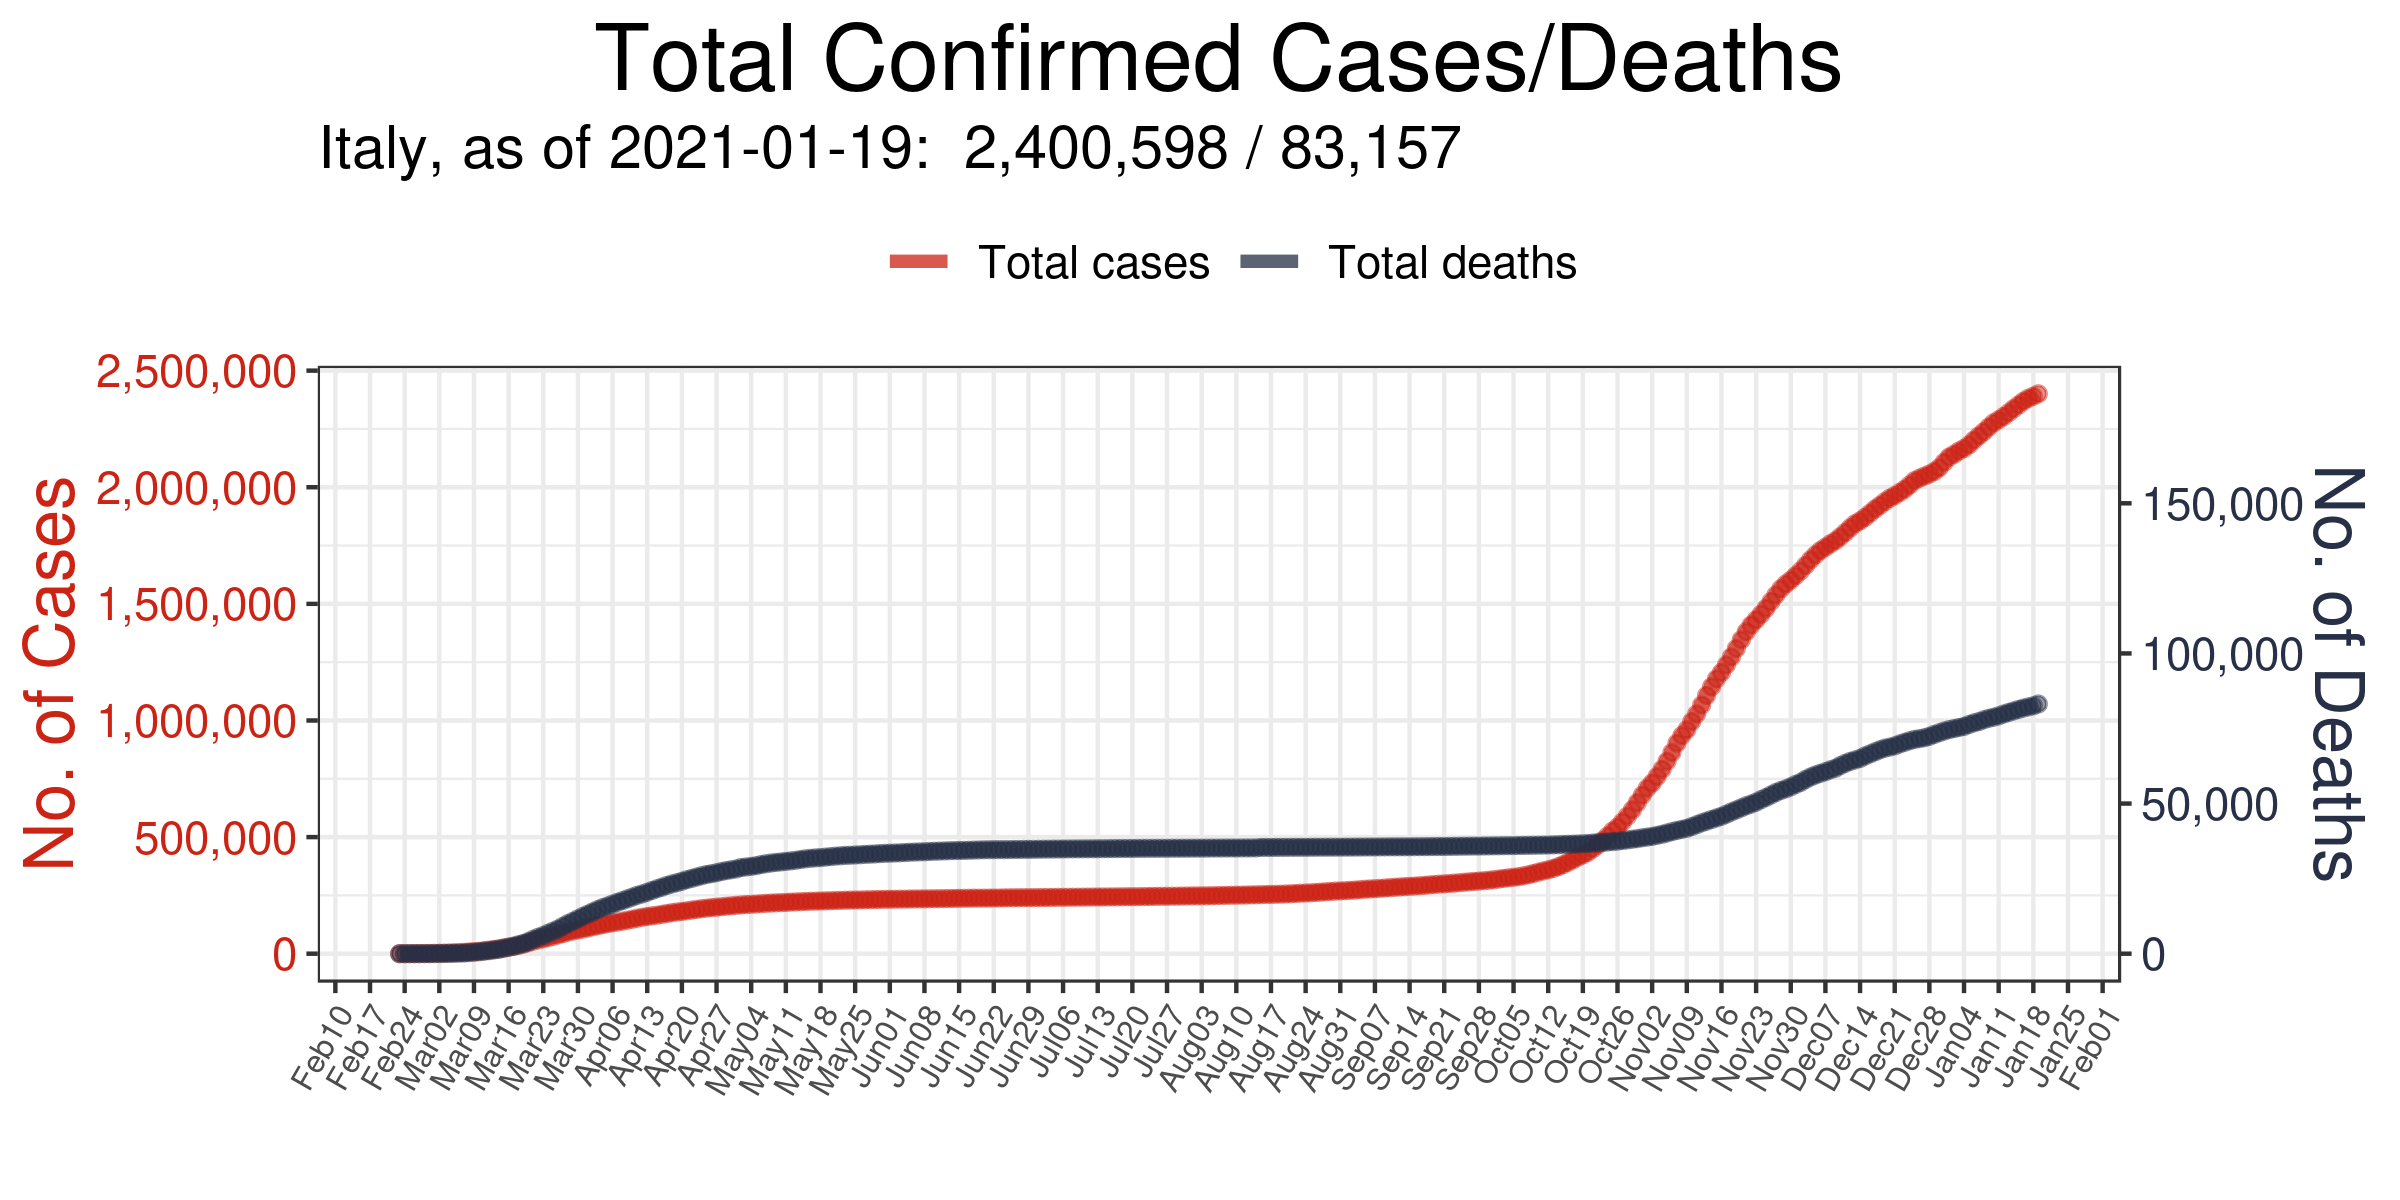 Total Confirmed Cases/Deaths
Italy, as of 2021-01-19:  2,400,598 / 83,157
Total cases
Total deaths
No. of Cases
2,500,000
2,000,000
1,500,000
1,000,000
500,000
0
150,000
100,000
50,000
0
No. of Deaths
Feb10
Feb17
Feb24
Mar02
Mar09
Mar16
Mar23
Mar30
Apr06
Apr13
Apr20
Apr27
May04
May11
May18
May25
Jun01
Jun08
Jun15
Jun22
Jun29
Jul06
Jul13
Jul20
Jul27
Aug03
Aug10
Aug17
Aug24
Aug31
Sep07
Sep14
Sep21
Sep28
Oct05
Oct12
Oct19
Oct26
Nov02
Nov09
Nov16
Nov23
Nov30
Dec07
Dec14
Dec21
Dec28
Jan04
Jan11
Jan18
Jan25
Feb01